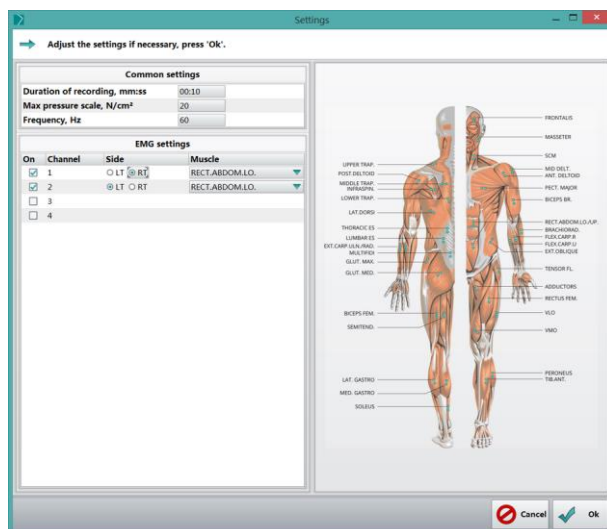 Settings
Adjust the settings if necessary, press 'Ok'.
Common settings
Duration of recording, mm:ss 00:10
Max pressure scale, N/cm² 20
Frequency, Hz 60
EMG settings
On Channel Side Muscle
1 LT RT RECT.ABDOM.LO.
2 LT RT RECT.ABDOM.LO.
3
4
UPPER TRAP.
POST.DELTOID
MIDDLE TRAP.
INFRASPIN.
LOWER TRAP.
LAT.DORSI
THORACIC ES
LUMBAR ES
EXT.CARP ULN./RAD.
MULTIFIDI
GLUT. MAX.
GLUT. MED.
BICEPS FEM.
SEMITEND.
LAT. GASTRO
MED. GASTRO
SOLEUS
FRONTALIS
MASSETER
SCM
MID DELT.
ANT. DELTOID
PECT. MAJOR
BICEPS BR.
RECT.ABDOM.LO./UP.
BRACHIORAD.
FLEX.CARP.R
FLEX.CARP.U
EXT.OBLIQUE
TENSOR FL.
ADDUCTORS
RECTUS FEM.
VLO
VMO
PERONEUS
TIB.ANT.
Cancel Ok